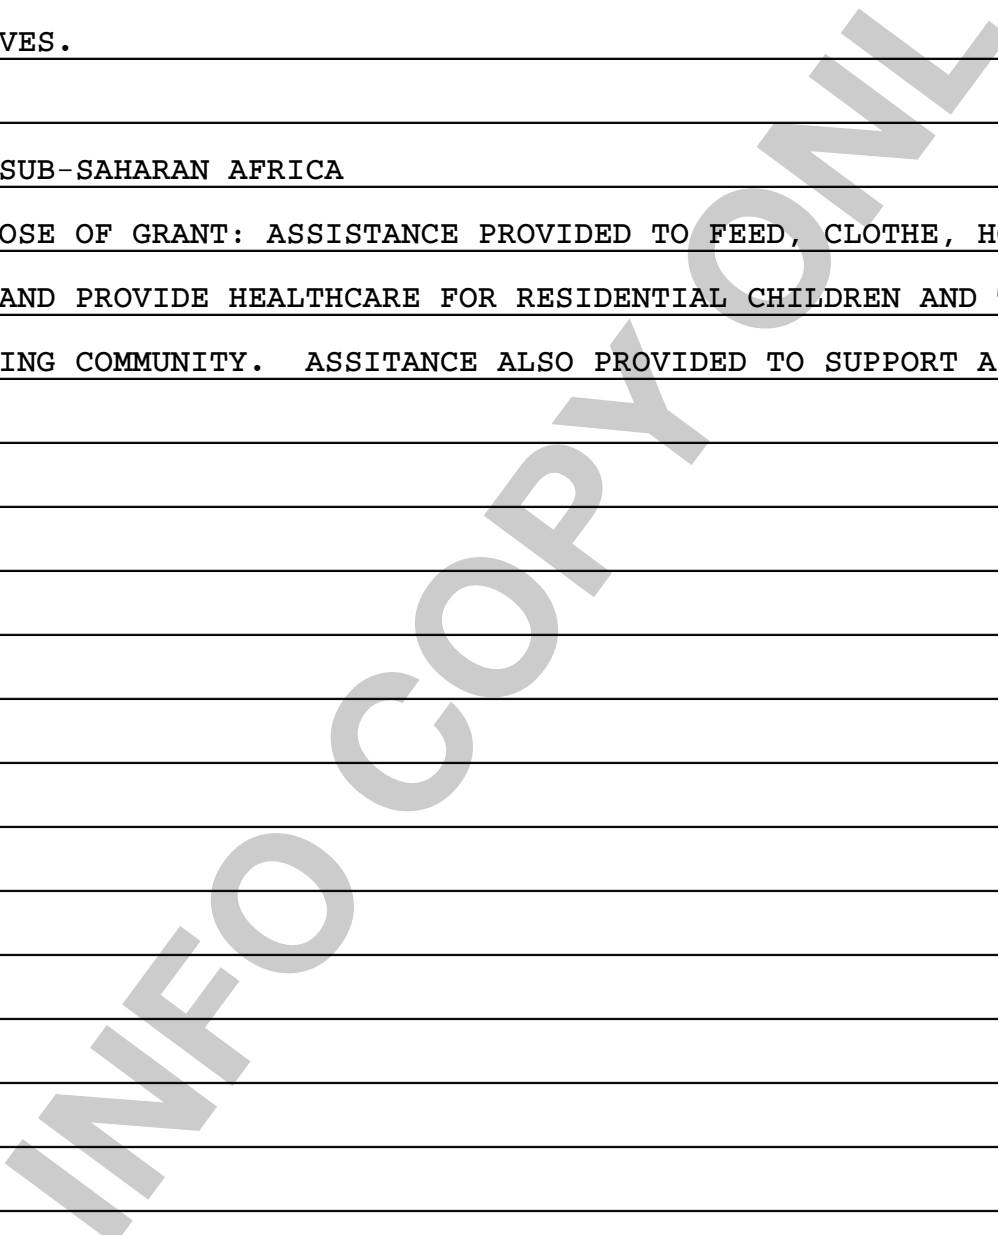 VES.
SUB-SAHARAN AFRICA
OSE OF GRANT: ASSISTANCE PROVIDED TO FEED, CLOTHE, HO
AND PROVIDE HEALTHCARE FOR RESIDENTIAL CHILDREN AND
ING COMMUNITY. ASSITANCE ALSO PROVIDED TO SUPPORT A
INFO COPY ONL